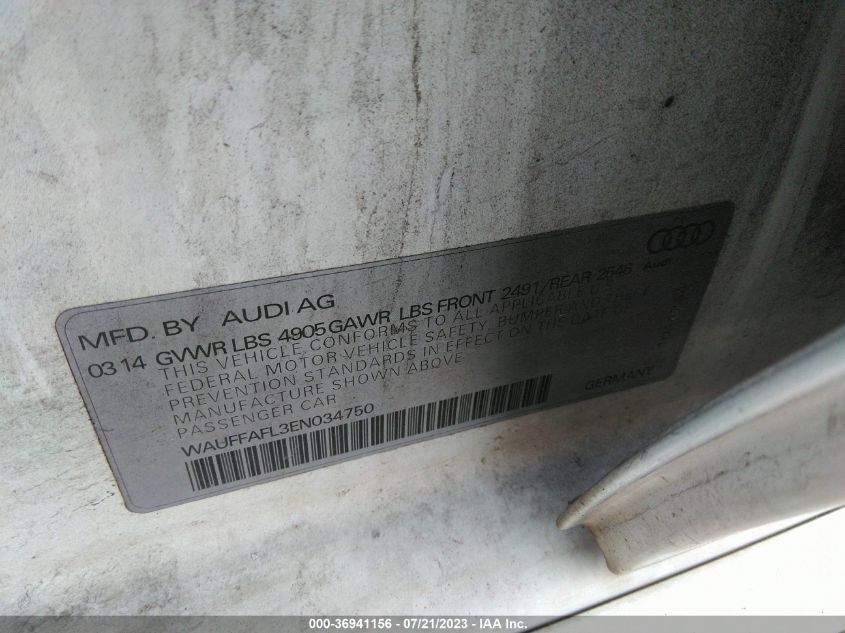 MFD. BY AUDI AG
Audi
03 14 GVWR LBS 4905 GAWR LBS FRONT 2491/REAR 2546
THIS VEHICLE CONFORMS TO ALL APPLICABLE
FEDERAL MOTOR VEHICLE SAFETY, BUMPER AND THEFT
PREVENTION STANDARDS IN EFFECT ON THE DATE OF
MANUFACTURE SHOWN ABOVE
PASSENGER CAR
GERMANY
WAUFFAFL3EN034750
000-36941156 - 07/21/2023 - IAA Inc.